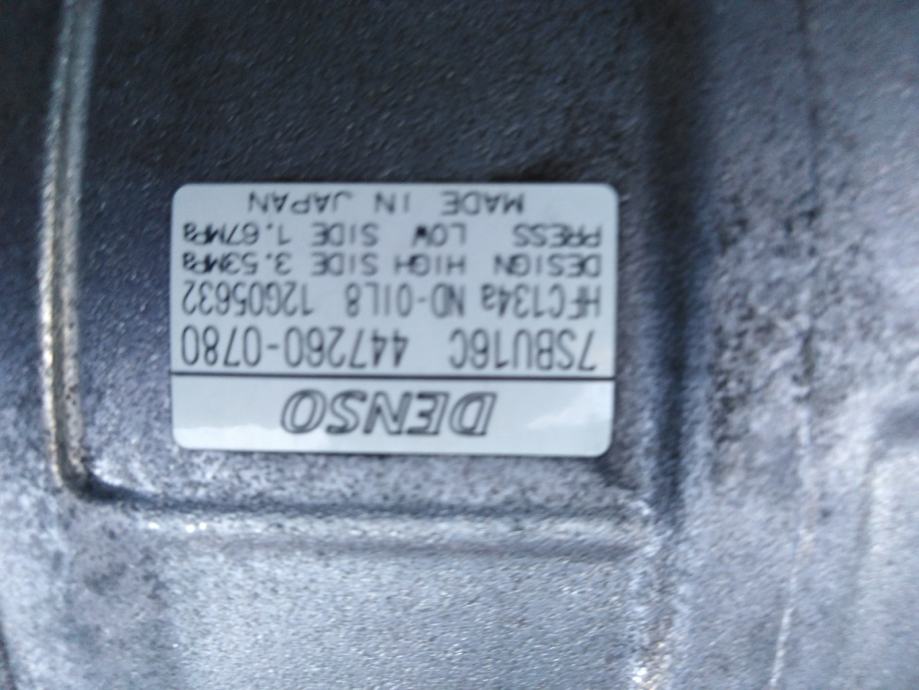 DENSO
7SBU16C 447260-0780
HFC134a ND-OIL8 12G05632
DESIGN HIGH SIDE 3.53MPa
PRESS LOW SIDE 1.67MPa
MADE IN JAPAN